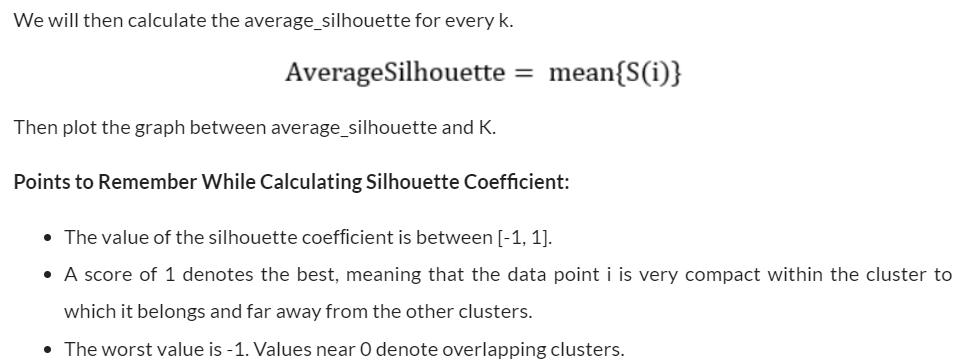 We will then calculate the average_silhouette for every k.
AverageSilhouette = mean{S(i)}
Then plot the graph between average_silhouette and K.
Points to Remember While Calculating Silhouette Coefficient:
• The value of the silhouette coefficient is between [-1, 1].
• A score of 1 denotes the best, meaning that the data point i is very compact within the cluster to
which it belongs and far away from the other clusters.
• The worst value is -1. Values near 0 denote overlapping clusters.